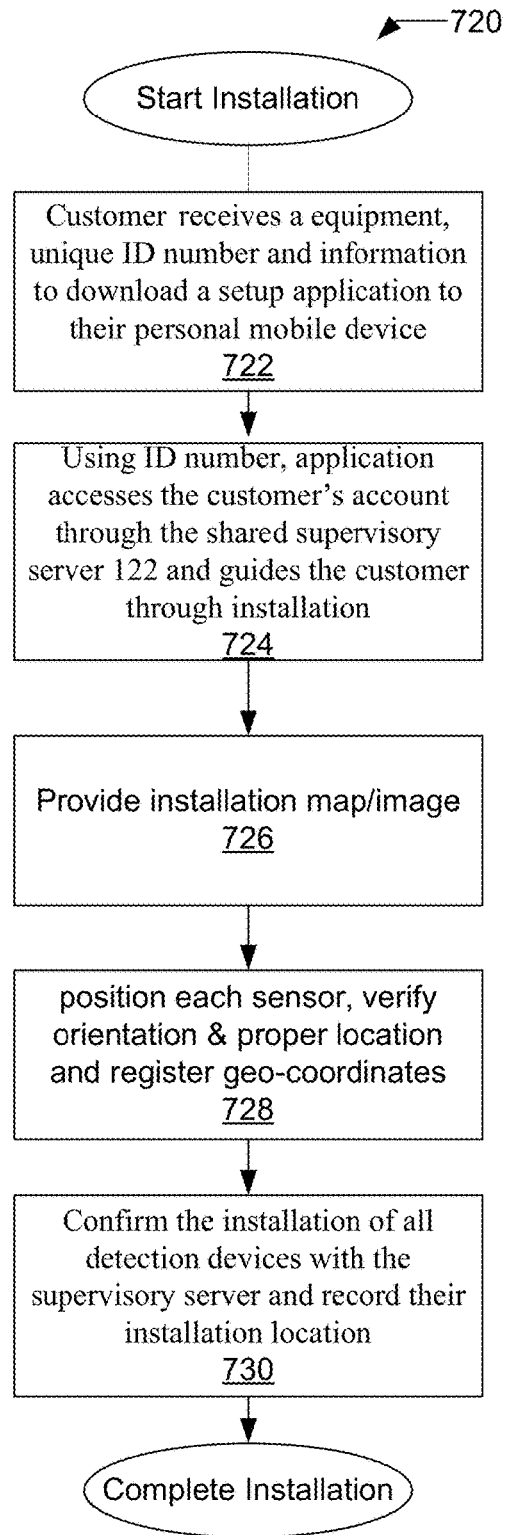 720
Start Installation
Customer receives a equipment,
unique ID number and information
to download a setup application to
their personal mobile device
722
Using ID number, application
accesses the customer's account
through the shared supervisory
server 122 and guides the customer
through installation
724
Provide installation map/image
726
position each sensor, verify
orientation & proper location
and register geo-coordinates
728
Confirm the installation of all
detection devices with the
supervisory server and record their
installation location
730
Complete Installation